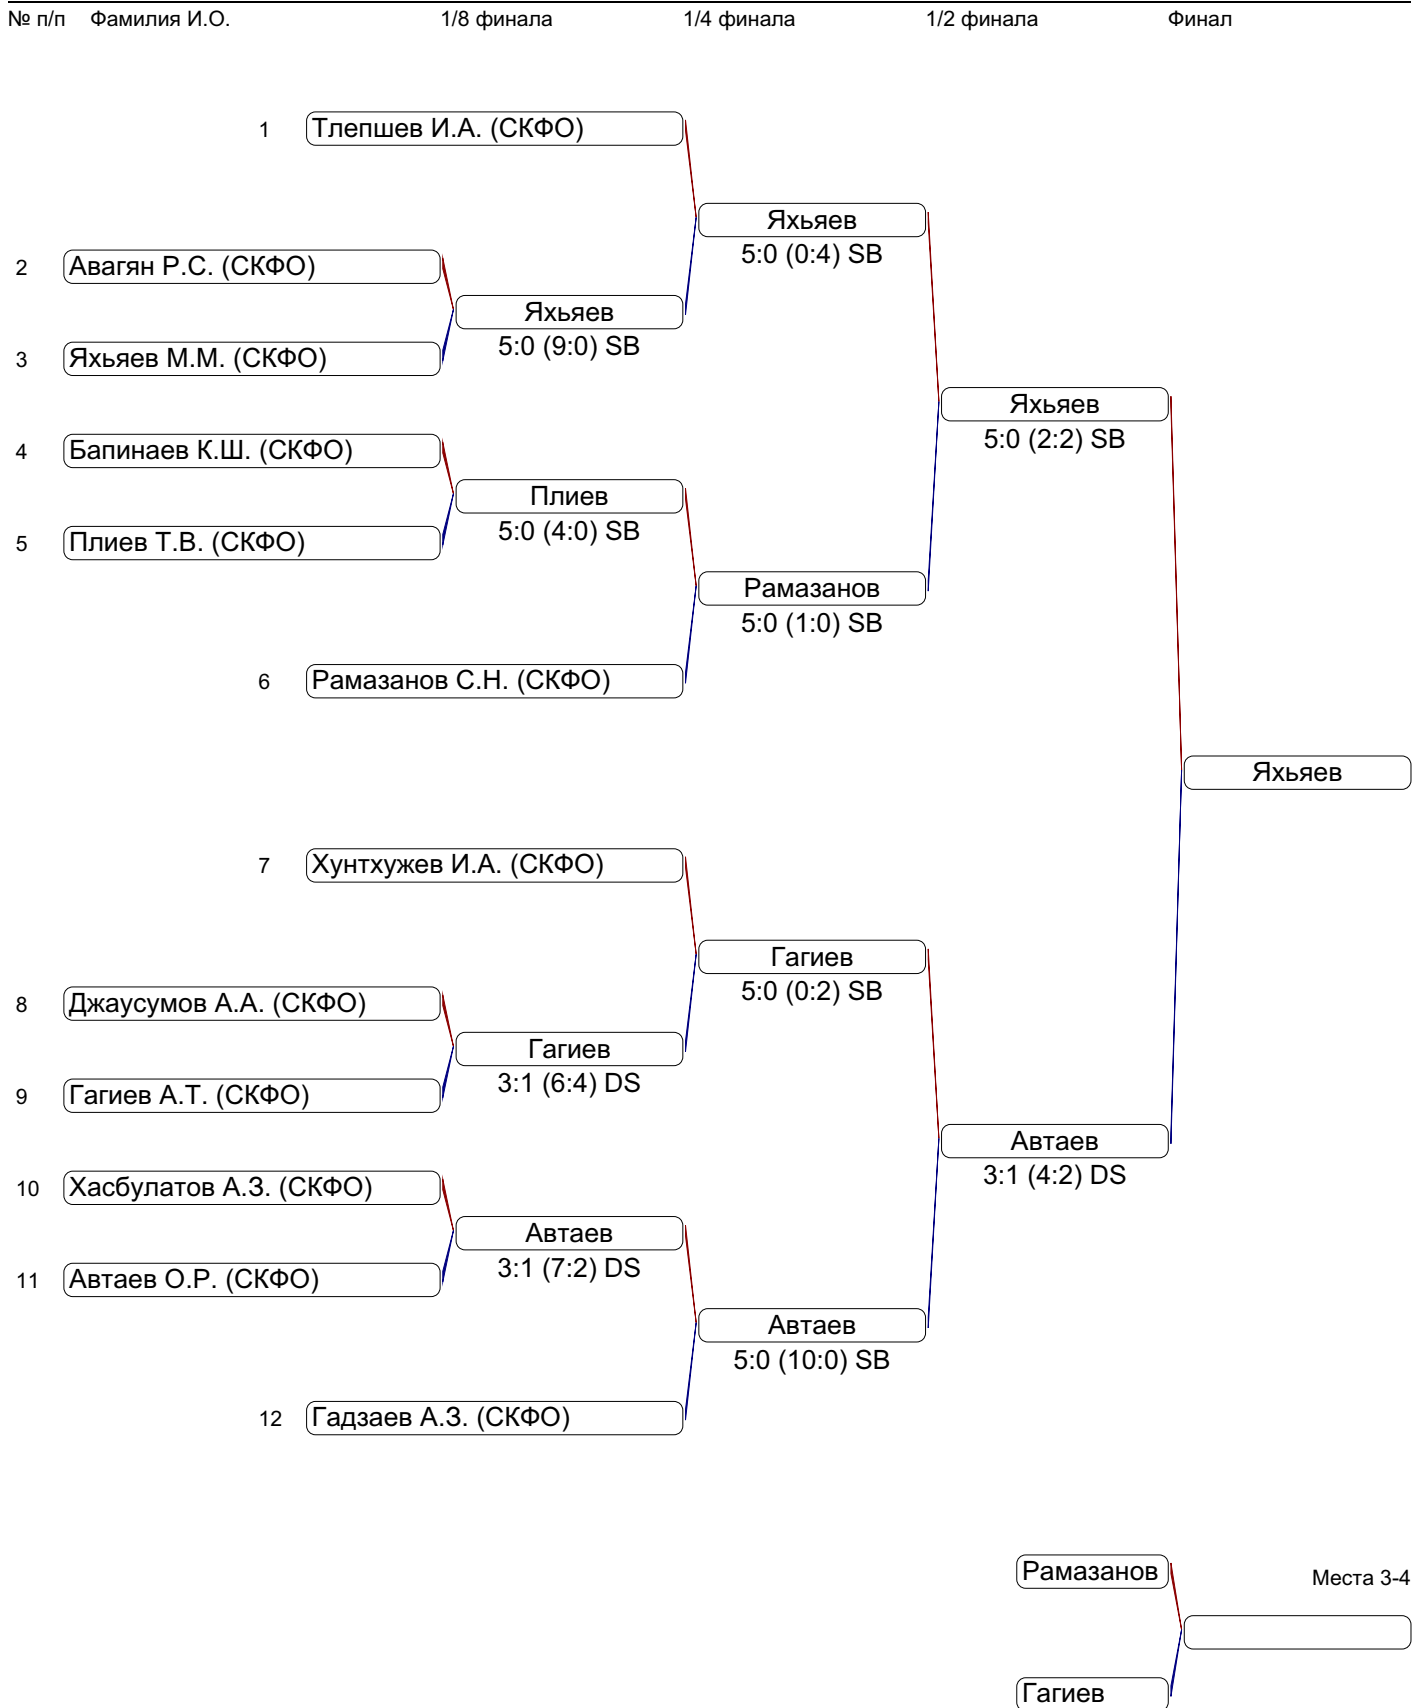 № п/п Фамилия И.О. 1/8 финала 1/4 финала 1/2 финала Финал
1 Тлепшев И.А. (СКФО)
Яхьяев
5:0 (0:4) SB
2 Авагян Р.С. (СКФО)
Яхьяев
5:0 (9:0) SB
3 Яхьяев М.М. (СКФО)
Яхьяев
5:0 (2:2) SB
4 Бапинаев К.Ш. (СКФО)
Плиев
5:0 (4:0) SB
5 Плиев Т.В. (СКФО)
Рамазанов
5:0 (1:0) SB
6 Рамазанов С.Н. (СКФО)
Яхьяев
7 Хунтхужев И.А. (СКФО)
Гагиев
5:0 (0:2) SB
8 Джаусумов А.А. (СКФО)
Гагиев
3:1 (6:4) DS
9 Гагиев А.Т. (СКФО)
Автаев
3:1 (4:2) DS
10 Хасбулатов А.З. (СКФО)
Автаев
3:1 (7:2) DS
11 Автаев О.Р. (СКФО)
Автаев
5:0 (10:0) SB
12 Гадзаев А.З. (СКФО)
Рамазанов
Места 3-4
Гагиев